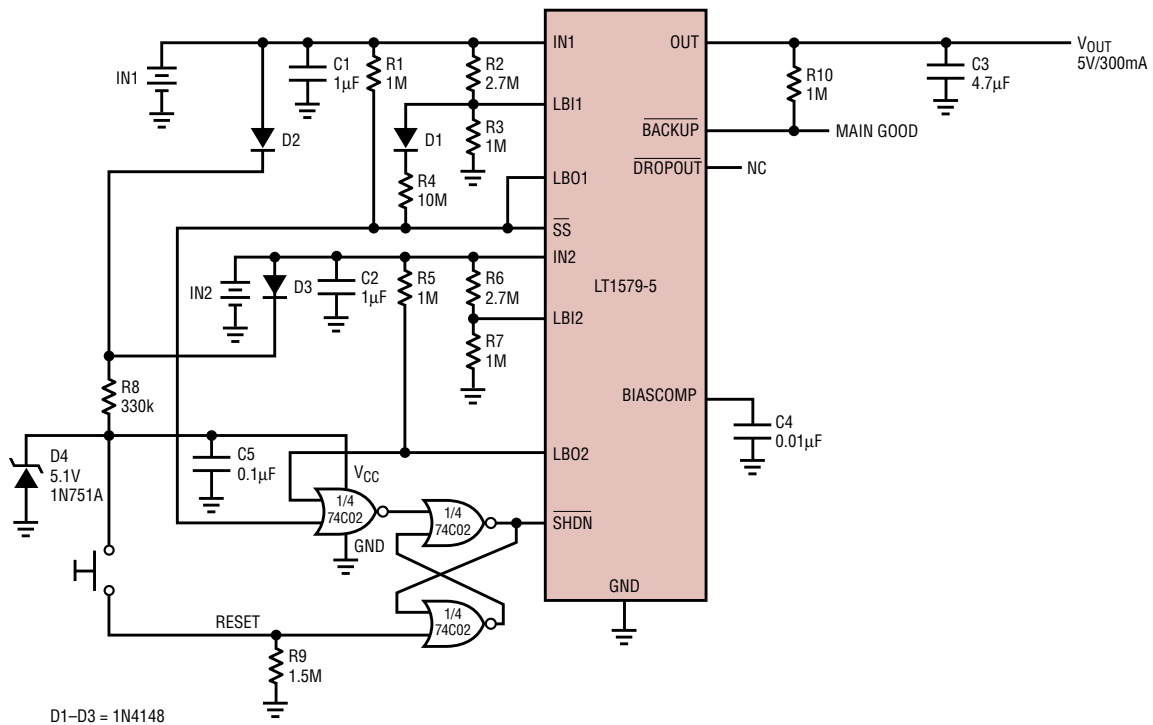 IN1
OUT
VOUT
5V/300mA
IN1
C1
1µF
R1
1M
R2
2.7M
R10
1M
C3
4.7µF
LBI1
D2
D1
R3
1M
BACKUP
MAIN GOOD
DROPOUT
NC
R4
10M
LBO1
SS
IN2
LT1579-5
IN2
D3
C2
1µF
R5
1M
R6
2.7M
LBI2
R7
1M
R8
330k
BIASCOMP
C4
0.01µF
D4
5.1V
1N751A
C5
0.1µF
LBO2
VCC
1/4
74C02
1/4
74C02
SHDN
GND
GND
1/4
74C02
RESET
R9
1.5M
D1–D3 = 1N4148